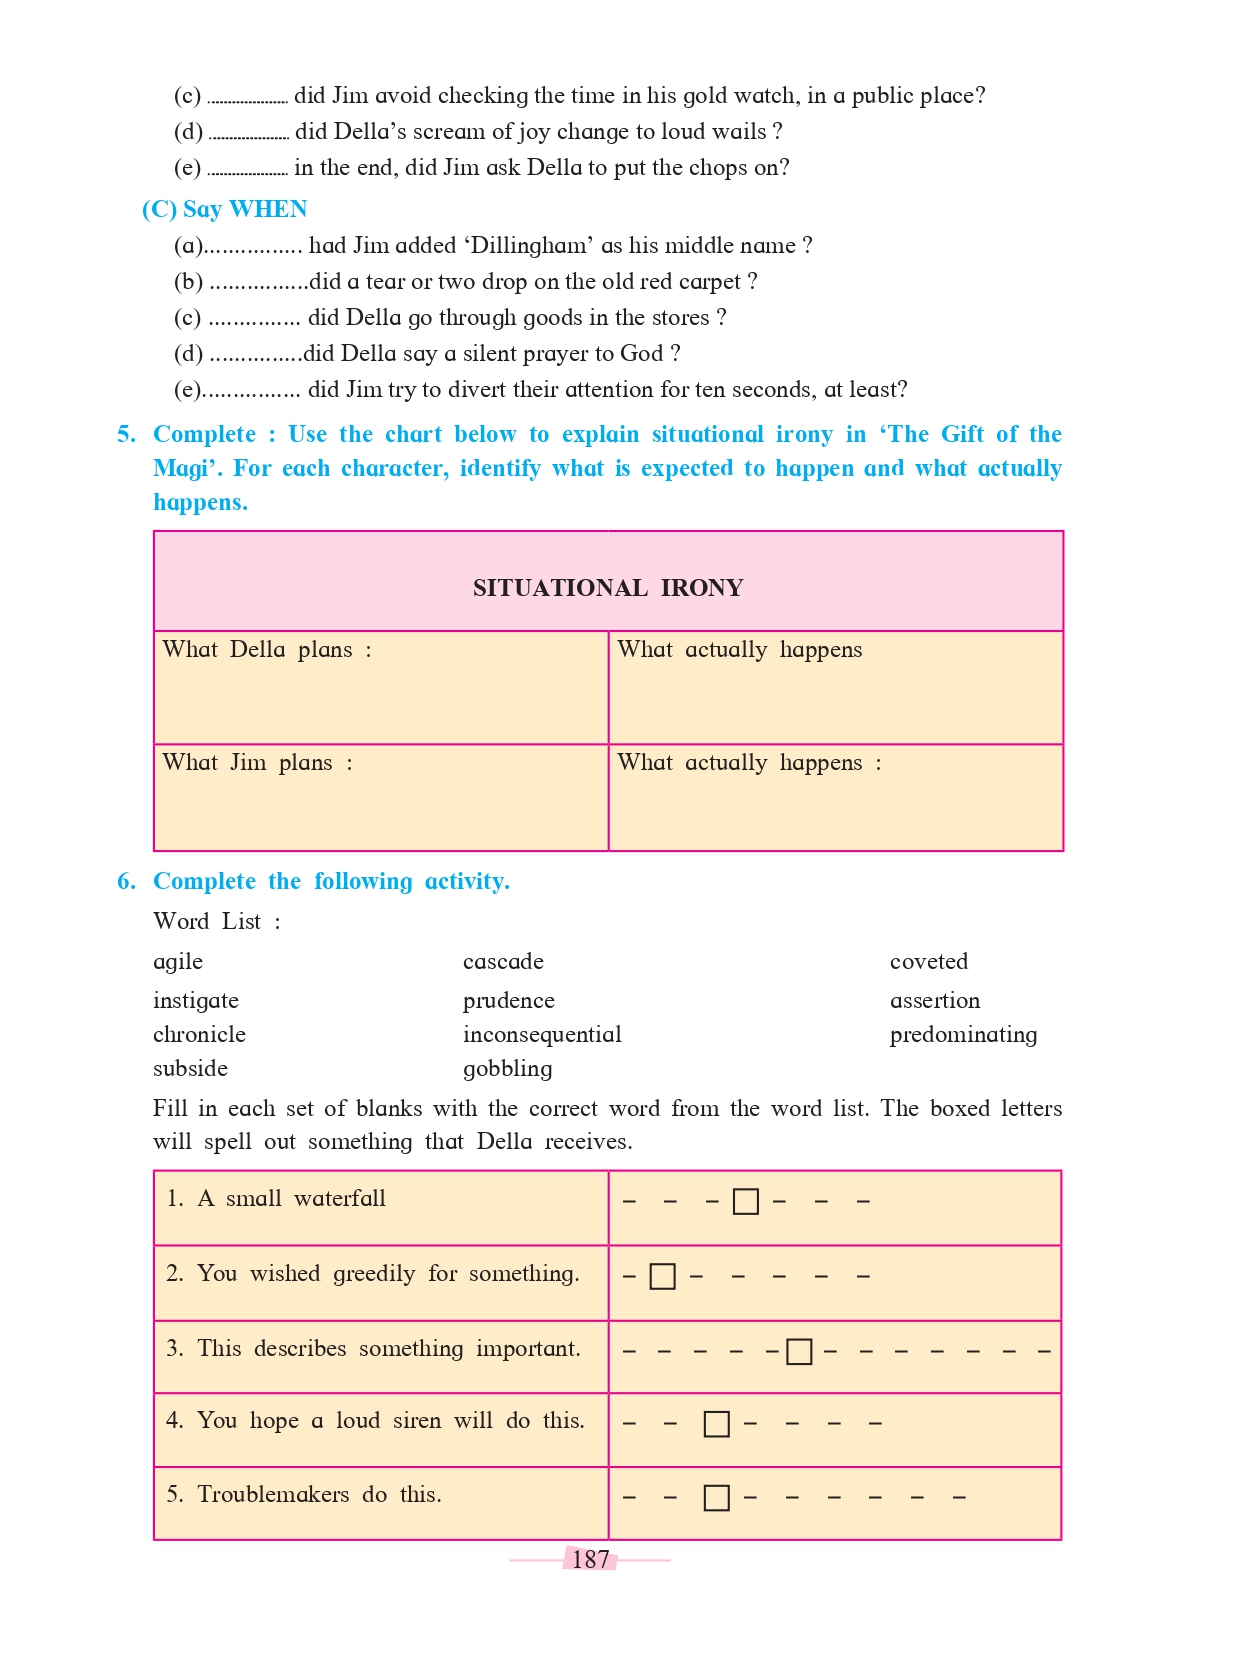 (c) .................... did Jim avoid checking the time in his gold watch, in a public place?
(d) .................... did Della’s scream of joy change to loud wails ?
(e) .................... in the end, did Jim ask Della to put the chops on?
(C) Say WHEN
(a)................ had Jim added ‘Dillingham’ as his middle name ?
(b) ................did a tear or two drop on the old red carpet ?
(c) ............... did Della go through goods in the stores ?
(d) ...............did Della say a silent prayer to God ?
(e)................ did Jim try to divert their attention for ten seconds, at least?
5. Complete : Use the chart below to explain situational irony in ‘The Gift of the
Magi’. For each character, identify what is expected to happen and what actually
happens.
SITUATIONAL IRONY
What Della plans :
What actually happens
What Jim plans :
What actually happens :
6. Complete the following activity.
Word List :
agile cascade coveted
instigate prudence assertion
chronicle inconsequential predominating
subside gobbling
Fill in each set of blanks with the correct word from the word list. The boxed letters
will spell out something that Della receives.
1. A small waterfall – – – □ – – –
2. You wished greedily for something. – □ – – – – –
3. This describes something important. – – – – – □ – – – – – – –
4. You hope a loud siren will do this. – – □ – – – –
5. Troublemakers do this. – – □ – – – – – –
187